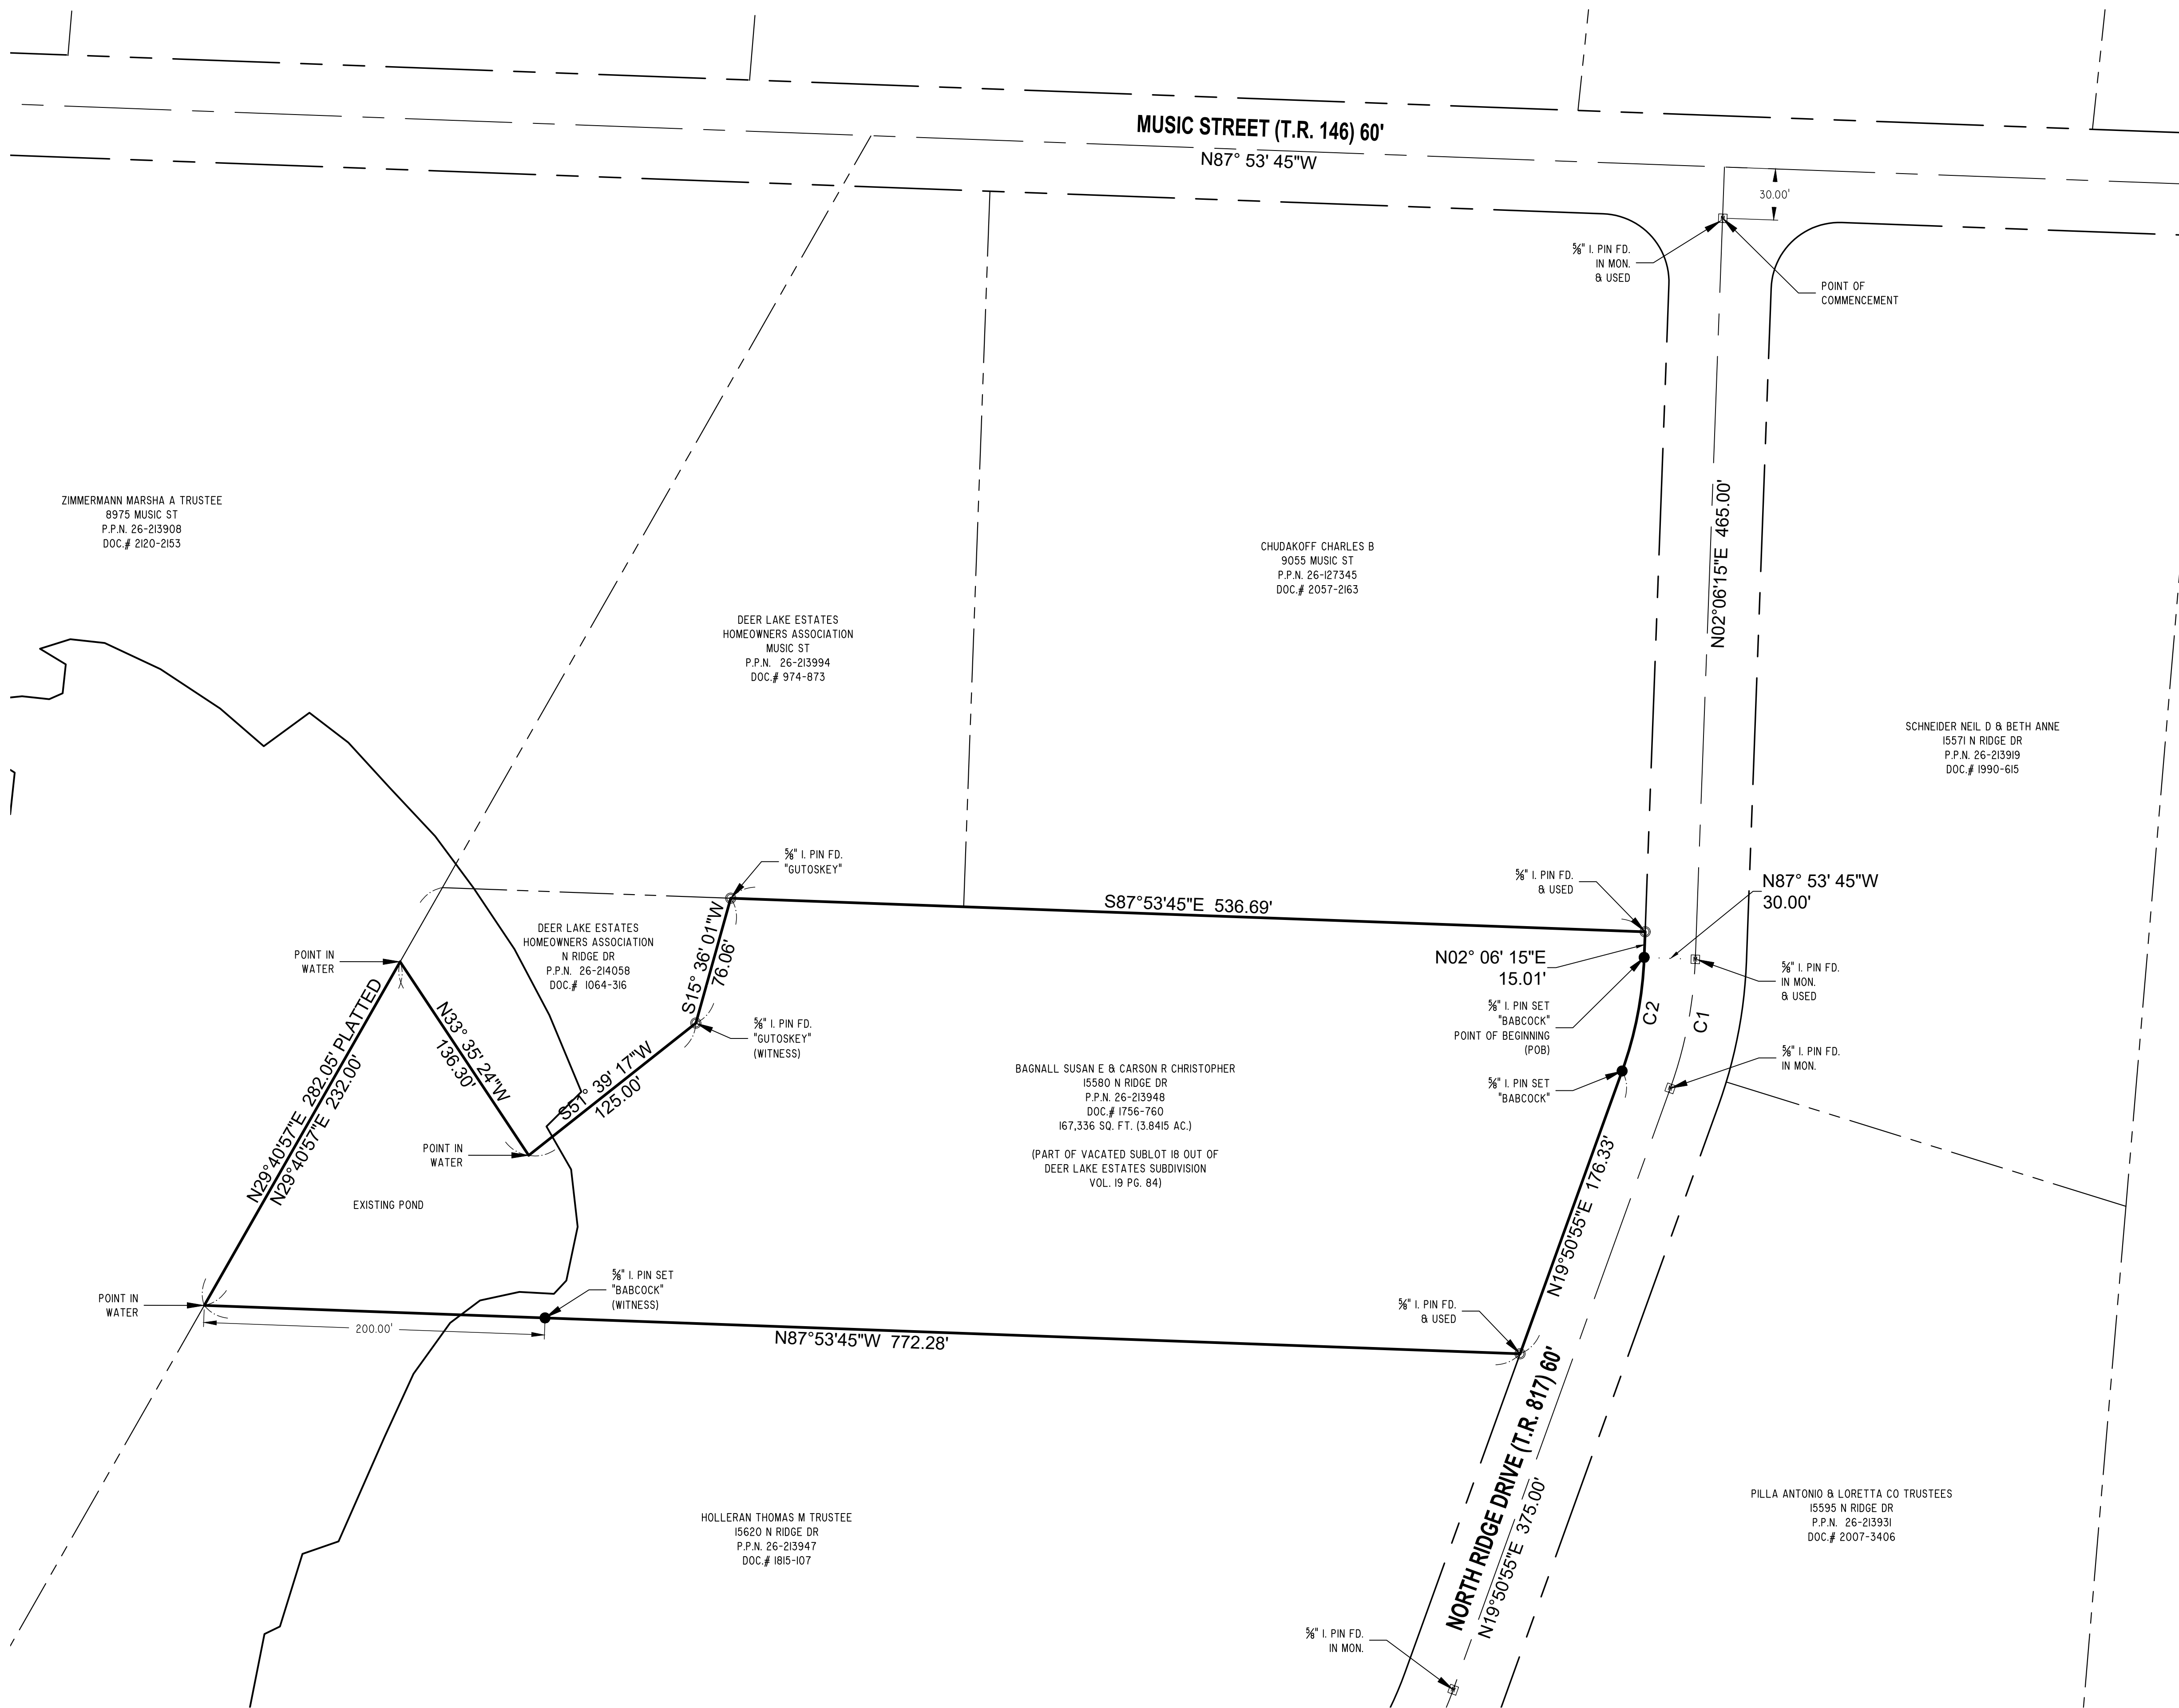 MUSIC STREET (T.R. 146) 60'
N87° 53' 45"W
30.00'
⅝" I. PIN FD.
IN MON.
& USED
POINT OF
COMMENCEMENT
N02°06'15"E 465.00'
ZIMMERMANN MARSHA A TRUSTEE
8975 MUSIC ST
P.P.N. 26-213908
DOC.# 2120-2153
CHUDAKOFF CHARLES B
9055 MUSIC ST
P.P.N. 26-127345
DOC.# 2057-2163
DEER LAKE ESTATES
HOMEOWNERS ASSOCIATION
MUSIC ST
P.P.N. 26-213994
DOC.# 974-873
SCHNEIDER NEIL D & BETH ANNE
15571 N RIDGE DR
P.P.N. 26-213919
DOC.# 1990-615
⅝" I. PIN FD.
"GUTOSKEY"
⅝" I. PIN FD.
& USED
N87° 53' 45"W
30.00'
S87°53'45"E 536.69'
DEER LAKE ESTATES
HOMEOWNERS ASSOCIATION
N RIDGE DR
P.P.N. 26-214058
DOC.# 1064-316
S15° 36' 01"W
76.06'
POINT IN
WATER
N02° 06' 15"E
15.01'
⅝" I. PIN FD.
IN MON.
& USED
⅝" I. PIN SET
"BABCOCK"
POINT OF BEGINNING
(POB)
C2
C1
⅝" I. PIN FD.
"GUTOSKEY"
(WITNESS)
N33° 35' 24"W
136.30'
S51° 39' 17"W
125.00'
⅝" I. PIN FD.
IN MON.
⅝" I. PIN SET
"BABCOCK"
BAGNALL SUSAN E & CARSON R CHRISTOPHER
15580 N RIDGE DR
P.P.N. 26-213948
DOC.# 1756-760
167,336 SQ. FT. (3.8415 AC.)
(PART OF VACATED SUBLOT 18 OUT OF
DEER LAKE ESTATES SUBDIVISION
VOL. 19 PG. 84)
N29°40'57"E 282.05' PLATTED
N29°40'57"E 232.00'
POINT IN
WATER
EXISTING POND
N19°50'55"E 176.33'
POINT IN
WATER
⅝" I. PIN SET
"BABCOCK"
(WITNESS)
200.00'
N87°53'45"W 772.28'
⅝" I. PIN FD.
& USED
NORTH RIDGE DRIVE (T.R. 817) 60'
N19°50'55"E 375.00'
HOLLERAN THOMAS M TRUSTEE
15620 N RIDGE DR
P.P.N. 26-213947
DOC.# 1815-107
PILLA ANTONIO & LORETTA CO TRUSTEES
15595 N RIDGE DR
P.P.N. 26-213931
DOC.# 2007-3406
⅝" I. PIN FD.
IN MON.